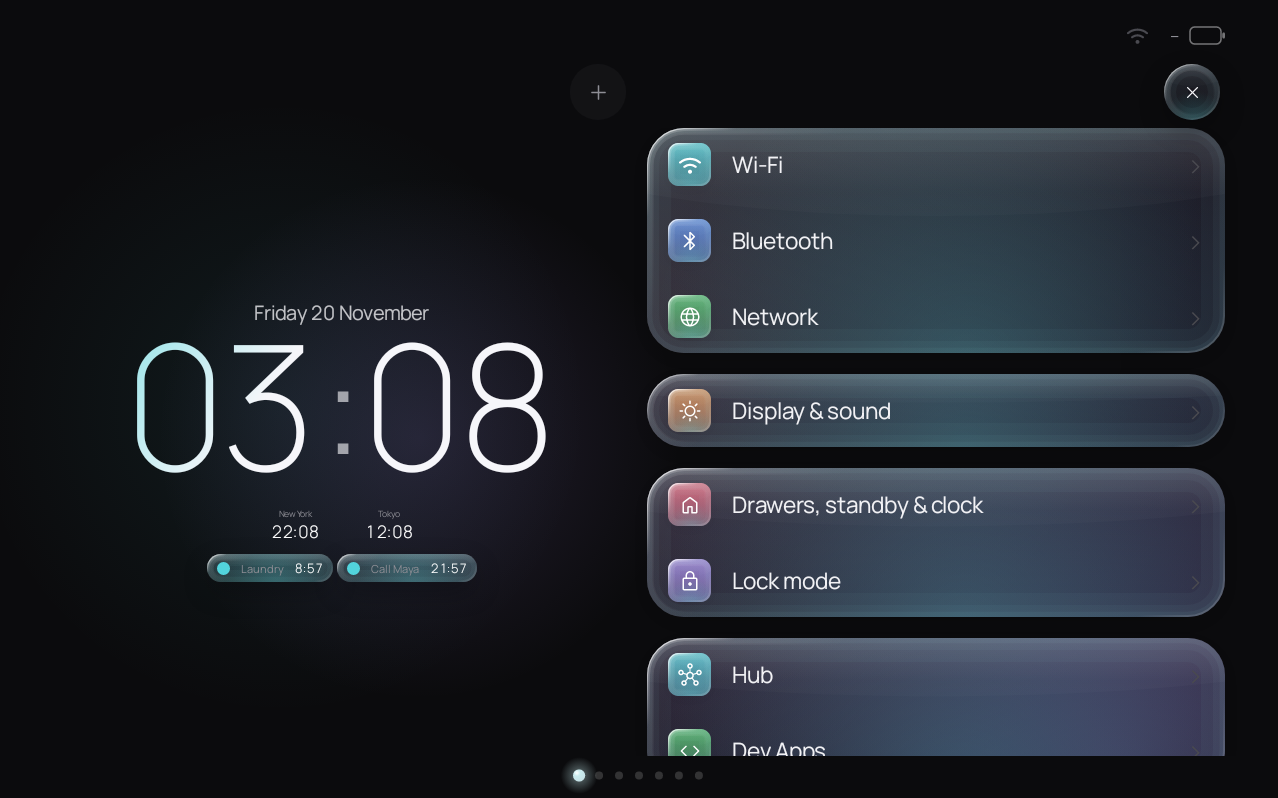 Friday 20 November
03:08
New York
22:08
Tokyo
12:08
Laundry 8:57
Call Maya 21:57
Wi-Fi
Bluetooth
Network
Display & sound
Drawers, standby & clock
Lock mode
Hub
Dev Apps